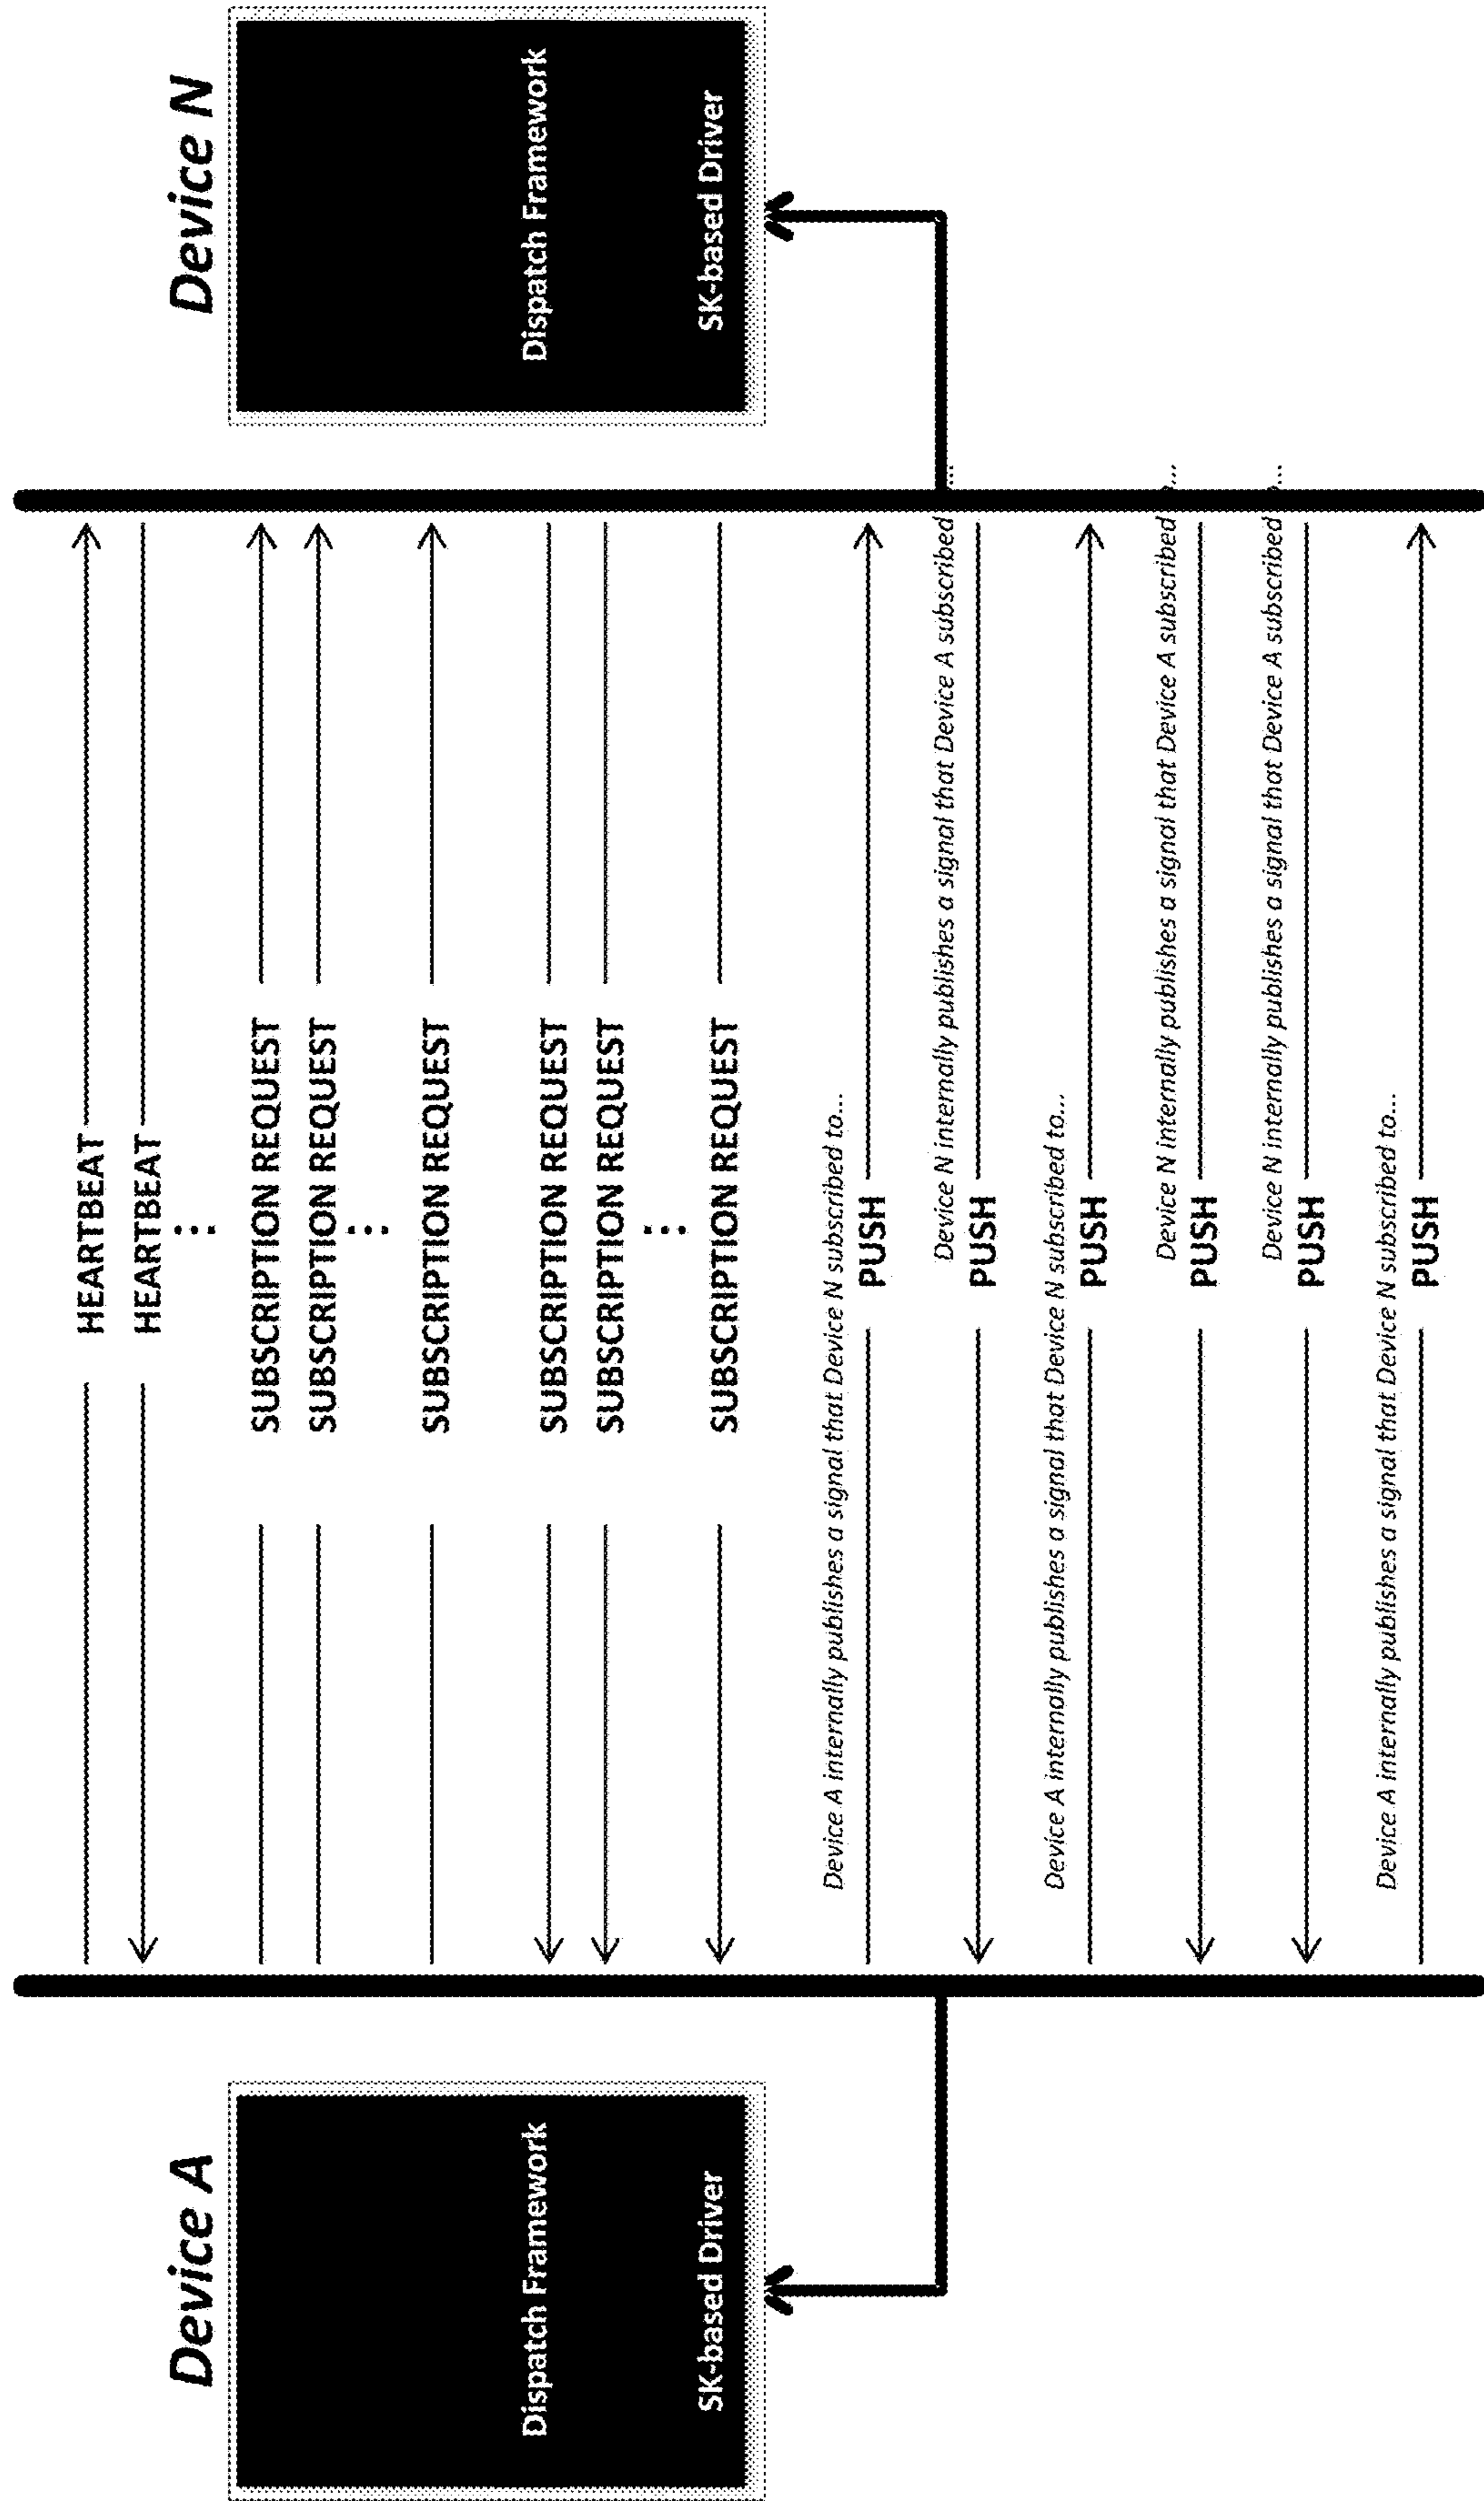 Device A
Dispatch Framework
SK-based Driver
HEARTBEAT
HEARTBEAT
...
SUBSCRIPTION REQUEST
SUBSCRIPTION REQUEST
...
SUBSCRIPTION REQUEST
SUBSCRIPTION REQUEST
SUBSCRIPTION REQUEST
...
SUBSCRIPTION REQUEST
Device A internally publishes a signal that Device N subscribed to...
PUSH
Device N internally publishes a signal that Device A subscribed ...
PUSH
Device A internally publishes a signal that Device N subscribed to...
PUSH
Device N internally publishes a signal that Device A subscribed ...
PUSH
Device N internally publishes a signal that Device A subscribed ...
PUSH
Device A internally publishes a signal that Device N subscribed to...
PUSH
Device N
Dispatch Framework
SK-based Driver